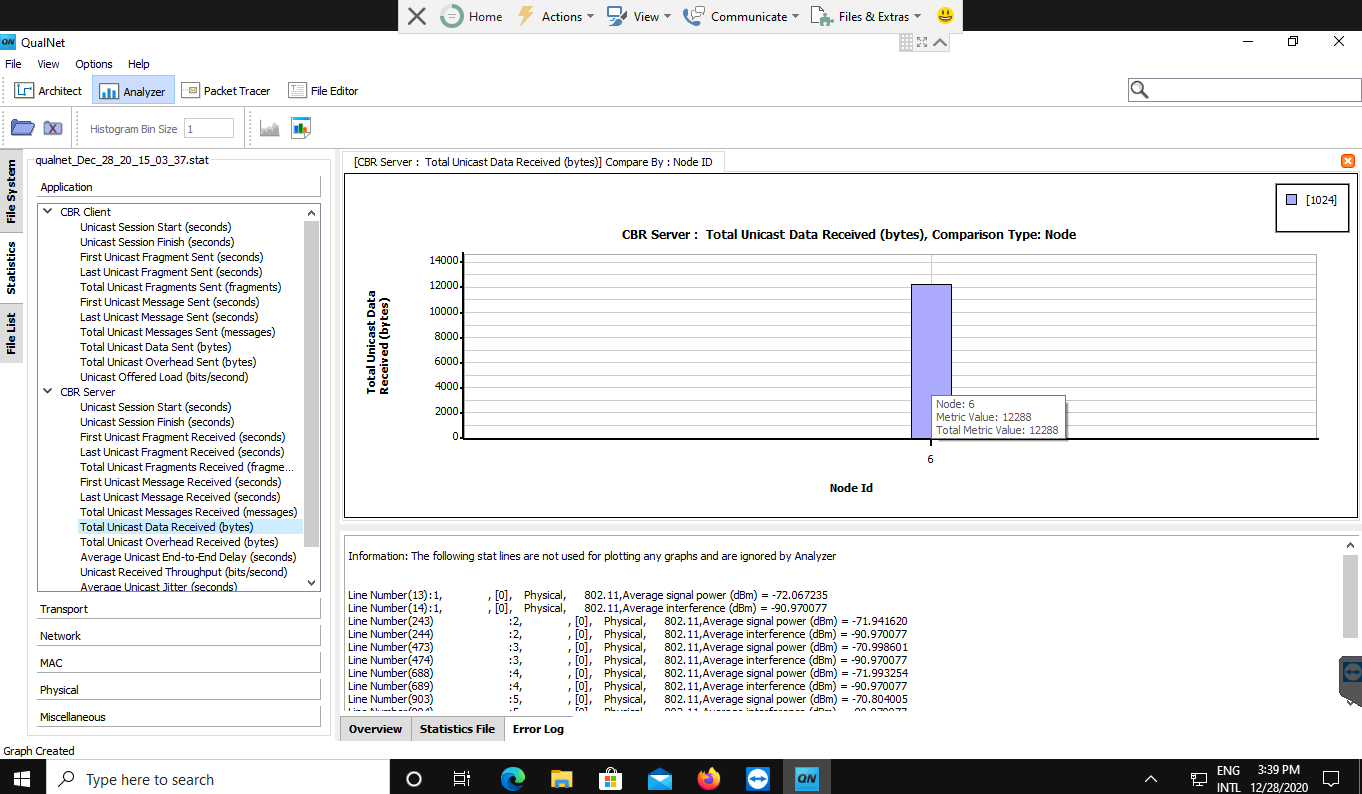 Home Actions View Communicate Files & Extras
QN QualNet
File View Options Help
Architect Analyzer Packet Tracer File Editor
Histogram Bin Size 1
File System
Statistics
File List
qualnet_Dec_28_20_15_03_37.stat
Application
CBR Client
Unicast Session Start (seconds)
Unicast Session Finish (seconds)
First Unicast Fragment Sent (seconds)
Last Unicast Fragment Sent (seconds)
Total Unicast Fragments Sent (fragments)
First Unicast Message Sent (seconds)
Last Unicast Message Sent (seconds)
Total Unicast Messages Sent (messages)
Total Unicast Data Sent (bytes)
Total Unicast Overhead Sent (bytes)
Unicast Offered Load (bits/second)
CBR Server
Unicast Session Start (seconds)
Unicast Session Finish (seconds)
First Unicast Fragment Received (seconds)
Last Unicast Fragment Received (seconds)
Total Unicast Fragments Received (fragme...
First Unicast Message Received (seconds)
Last Unicast Message Received (seconds)
Total Unicast Messages Received (messages)
Total Unicast Data Received (bytes)
Total Unicast Overhead Received (bytes)
Average Unicast End-to-End Delay (seconds)
Unicast Received Throughput (bits/second)
Average Unicast Jitter (seconds)
Transport
Network
MAC
Physical
Miscellaneous
Graph Created
[CBR Server : Total Unicast Data Received (bytes)] Compare By : Node ID
[1024]
CBR Server : Total Unicast Data Received (bytes), Comparison Type: Node
Total Unicast Data
Received (bytes)
14000
12000
10000
8000
6000
4000
2000
0
Node: 6
Metric Value: 12288
Total Metric Value: 12288
6
Node Id
Information: The following stat lines are not used for plotting any graphs and are ignored by Analyzer
Line Number(13):1, , [0], Physical, 802.11,Average signal power (dBm) = -72.067235
Line Number(14):1, , [0], Physical, 802.11,Average interference (dBm) = -90.970077
Line Number(243) :2, , [0], Physical, 802.11,Average signal power (dBm) = -71.941620
Line Number(244) :2, , [0], Physical, 802.11,Average interference (dBm) = -90.970077
Line Number(473) :3, , [0], Physical, 802.11,Average signal power (dBm) = -70.998601
Line Number(474) :3, , [0], Physical, 802.11,Average interference (dBm) = -90.970077
Line Number(688) :4, , [0], Physical, 802.11,Average signal power (dBm) = -71.993254
Line Number(689) :4, , [0], Physical, 802.11,Average interference (dBm) = -90.970077
Line Number(903) :5, , [0], Physical, 802.11,Average signal power (dBm) = -70.804005
Overview Statistics File Error Log
Type here to search
QN
ENG
INTL
3:39 PM
12/28/2020